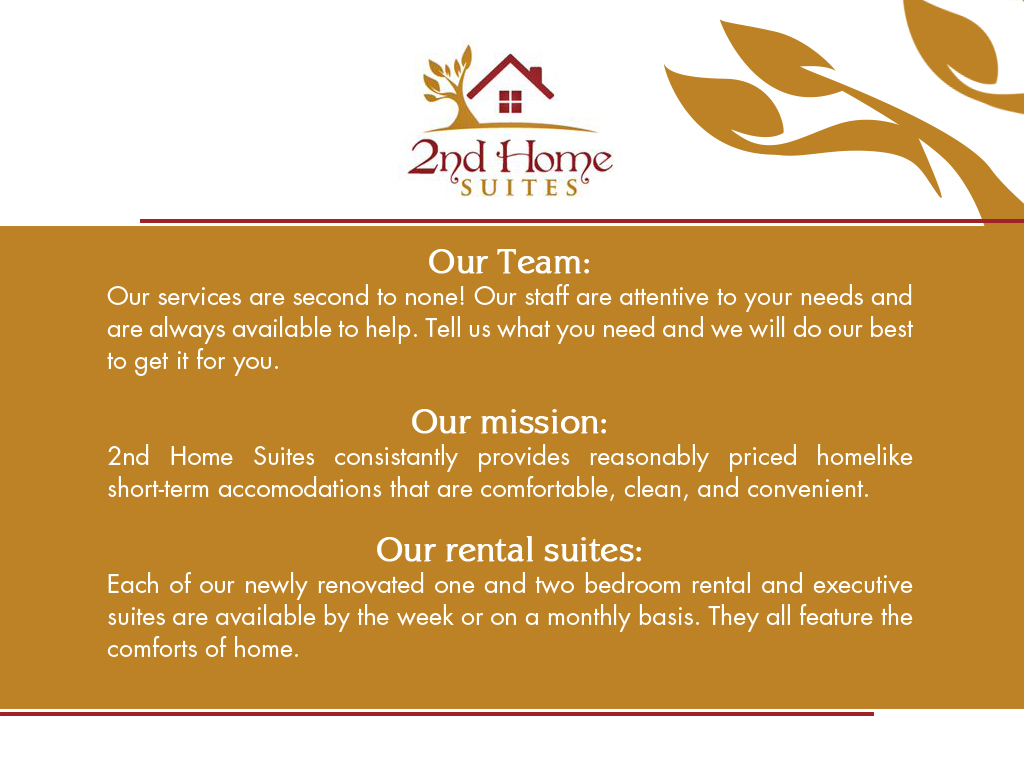 2nd Home
SUITES
Our Team:
Our services are second to none! Our staff are attentive to your needs and
are always available to help. Tell us what you need and we will do our best
to get it for you.
Our mission:
2nd Home Suites consistantly provides reasonably priced homelike
short-term accomodations that are comfortable, clean, and convenient.
Our rental suites:
Each of our newly renovated one and two bedroom rental and executive
suites are available by the week or on a monthly basis. They all feature the
comforts of home.